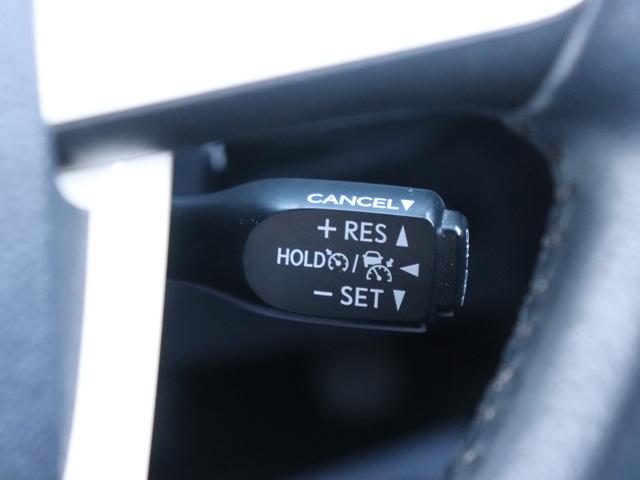 CANCEL▼
+ RES ▲
HOLD / ◀
− SET ▼